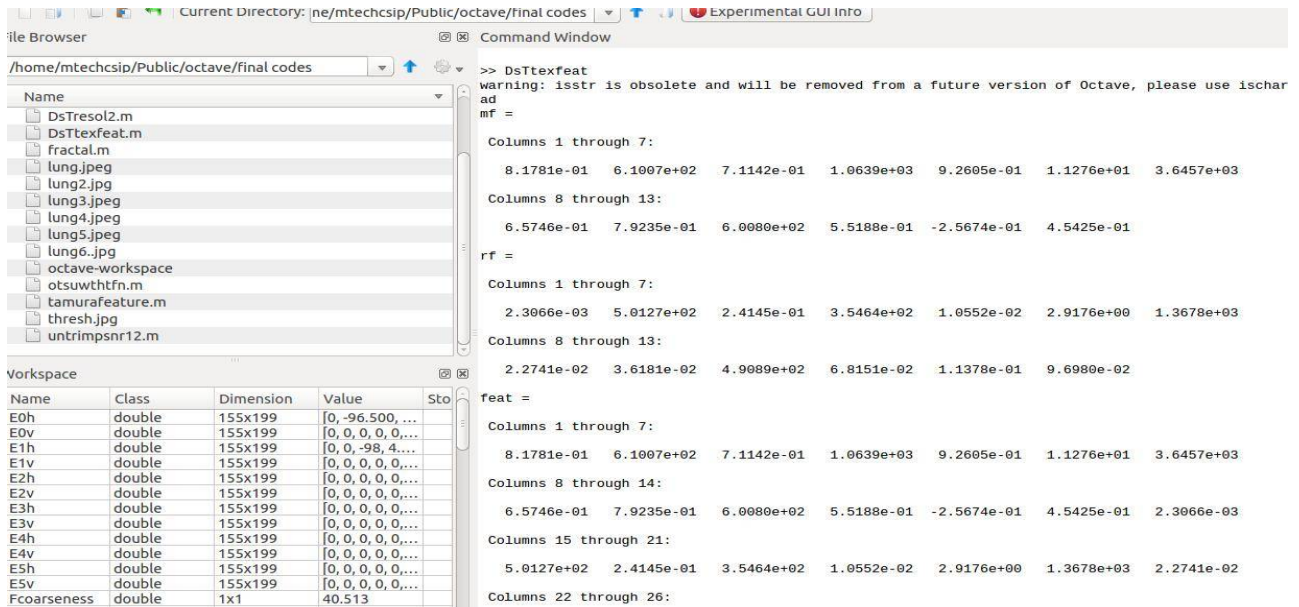 Current Directory: ne/mtechcsip/Public/octave/final codes Experimental GUI Info
ile Browser
/home/mtechcsip/Public/octave/final codes
Name
DsTresol2.m
DsTtexfeat.m
fractal.m
lung.jpeg
lung2.jpg
lung3.jpeg
lung4.jpeg
lung5.jpeg
lung6..jpg
octave-workspace
otsuwthtfn.m
tamurafeature.m
thresh.jpg
untrimpsnr12.m
Workspace
Name Class Dimension Value Sto
E0h double 155x199 [0, -96.500, ...
E0v double 155x199 [0, 0, 0, 0, 0,...
E1h double 155x199 [0, 0, -98, 4....
E1v double 155x199 [0, 0, 0, 0, 0,...
E2h double 155x199 [0, 0, 0, 0, 0,...
E2v double 155x199 [0, 0, 0, 0, 0,...
E3h double 155x199 [0, 0, 0, 0, 0,...
E3v double 155x199 [0, 0, 0, 0, 0,...
E4h double 155x199 [0, 0, 0, 0, 0,...
E4v double 155x199 [0, 0, 0, 0, 0,...
E5h double 155x199 [0, 0, 0, 0, 0,...
E5v double 155x199 [0, 0, 0, 0, 0,...
Fcoarseness double 1x1 40.513
Command Window
>> DsTtexfeat
warning: isstr is obsolete and will be removed from a future version of Octave, please use ischar
ad
mf =
Columns 1 through 7:
8.1781e-01 6.1007e+02 7.1142e-01 1.0639e+03 9.2605e-01 1.1276e+01 3.6457e+03
Columns 8 through 13:
6.5746e-01 7.9235e-01 6.0080e+02 5.5188e-01 -2.5674e-01 4.5425e-01
rf =
Columns 1 through 7:
2.3066e-03 5.0127e+02 2.4145e-01 3.5464e+02 1.0552e-02 2.9176e+00 1.3678e+03
Columns 8 through 13:
2.2741e-02 3.6181e-02 4.9089e+02 6.8151e-02 1.1378e-01 9.6980e-02
feat =
Columns 1 through 7:
8.1781e-01 6.1007e+02 7.1142e-01 1.0639e+03 9.2605e-01 1.1276e+01 3.6457e+03
Columns 8 through 14:
6.5746e-01 7.9235e-01 6.0080e+02 5.5188e-01 -2.5674e-01 4.5425e-01 2.3066e-03
Columns 15 through 21:
5.0127e+02 2.4145e-01 3.5464e+02 1.0552e-02 2.9176e+00 1.3678e+03 2.2741e-02
Columns 22 through 26: